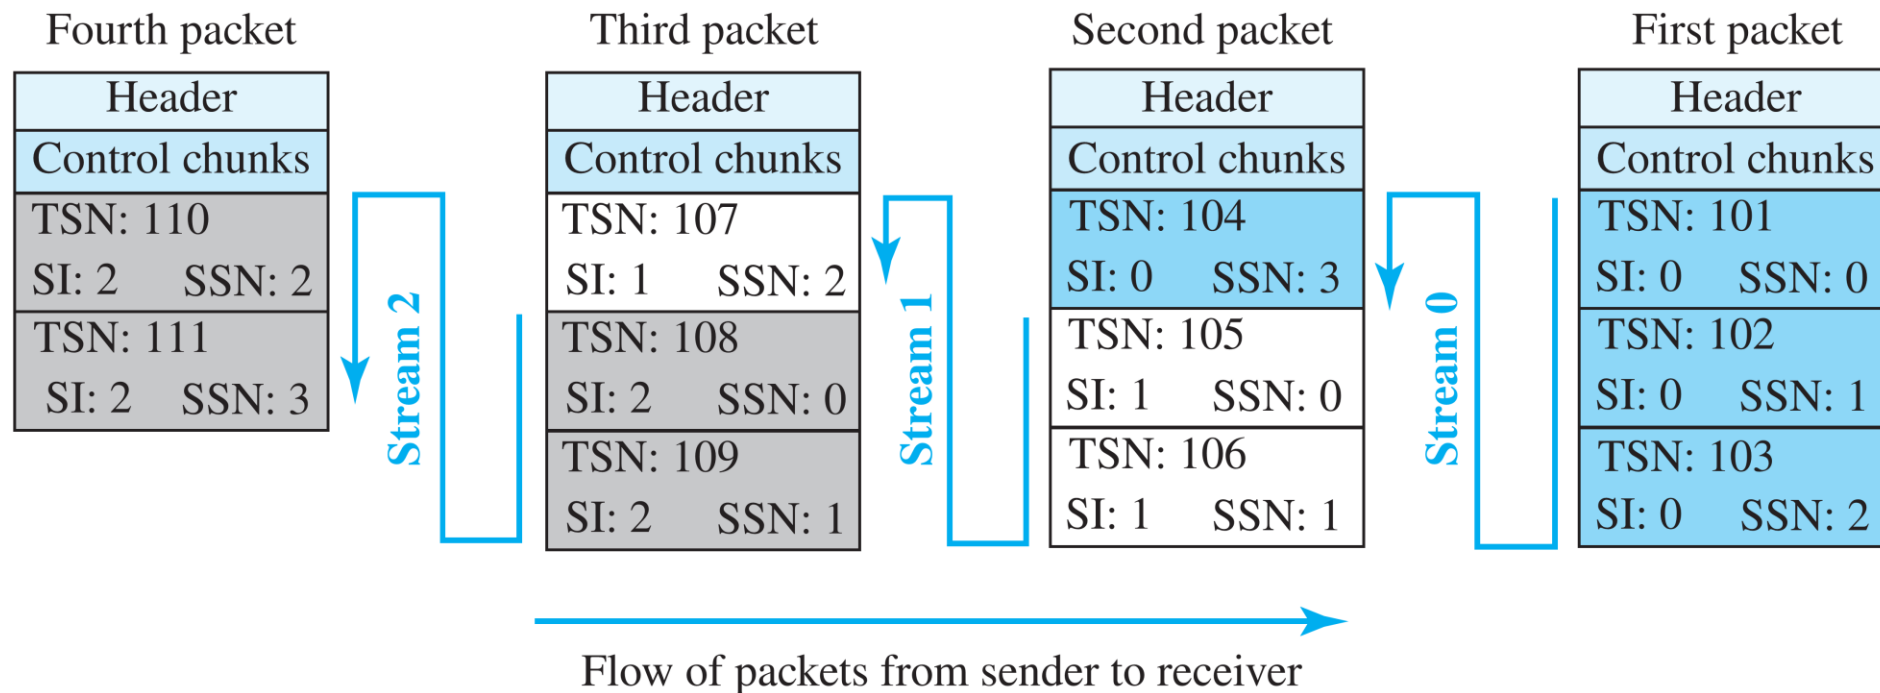 Fourth packet
Header
Control chunks
TSN: 110
SI: 2 SSN: 2
TSN: 111
SI: 2 SSN: 3
Stream 2
Third packet
Header
Control chunks
TSN: 107
SI: 1 SSN: 2
TSN: 108
SI: 2 SSN: 0
TSN: 109
SI: 2 SSN: 1
Stream 1
Second packet
Header
Control chunks
TSN: 104
SI: 0 SSN: 3
TSN: 105
SI: 1 SSN: 0
TSN: 106
SI: 1 SSN: 1
Stream 0
First packet
Header
Control chunks
TSN: 101
SI: 0 SSN: 0
TSN: 102
SI: 0 SSN: 1
TSN: 103
SI: 0 SSN: 2
Flow of packets from sender to receiver